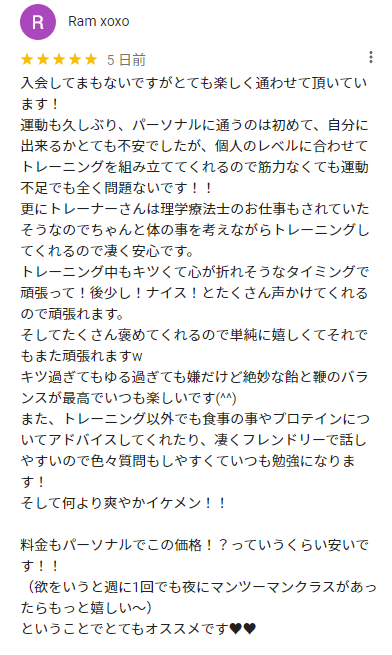 R
Ram xoxo
★★★★★ 5 日前
入会してまもないですがとても楽しく通わせて頂いてい
ます！
運動も久しぶり、パーソナルに通うのは初めて、自分に
出来るかとても不安でしたが、個人のレベルに合わせて
トレーニングを組み立ててくれるので筋力なくても運動
不足でも全く問題ないです！！
更にトレーナーさんは理学療法士のお仕事もされていた
そうなのでちゃんと体の事を考えながらトレーニングし
てくれるので凄く安心です。
トレーニング中もキツくて心が折れそうなタイミングで
頑張って！後少し！ナイス！とたくさん声かけてくれる
ので頑張れます。
そしてたくさん褒めてくれるので単純に嬉しくてそれで
もまた頑張れますw
キツ過ぎてもゆる過ぎても嫌だけど絶妙な飴と鞭のバラ
ンスが最高でいつも楽しいです(^^)
また、トレーニング以外でも食事の事やプロテインにつ
いてアドバイスしてくれたり、凄くフレンドリーで話し
やすいので色々質問もしやすくていつも勉強になりま
す！
そして何より爽やかイケメン！！
料金もパーソナルでこの価格！？っていうくらい安いで
す！！
（欲をいうと週に1回でも夜にマンツーマンクラスがあっ
たらもっと嬉しい〜）
ということでとてもオススメです♥♥